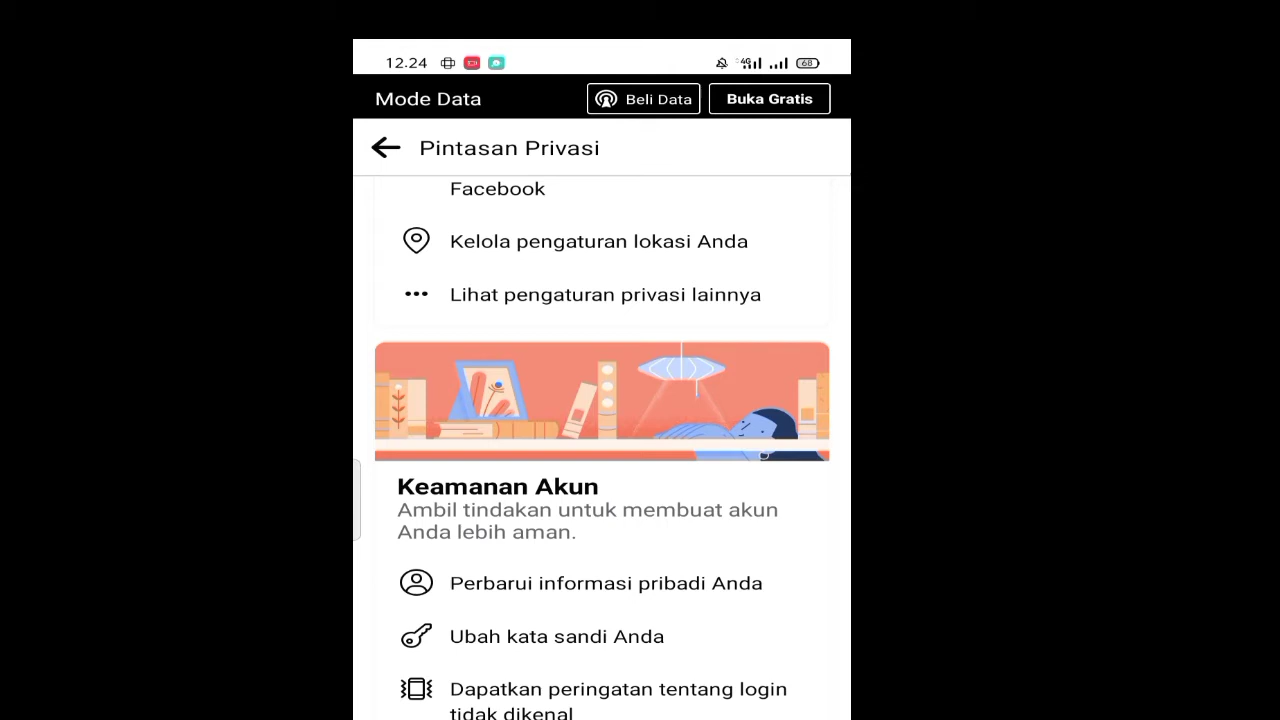 12.24 4G 68
Mode Data Beli Data Buka Gratis
Pintasan Privasi
Facebook
Kelola pengaturan lokasi Anda
Lihat pengaturan privasi lainnya
Keamanan Akun
Ambil tindakan untuk membuat akun
Anda lebih aman.
Perbarui informasi pribadi Anda
Ubah kata sandi Anda
Dapatkan peringatan tentang login
tidak dikenal